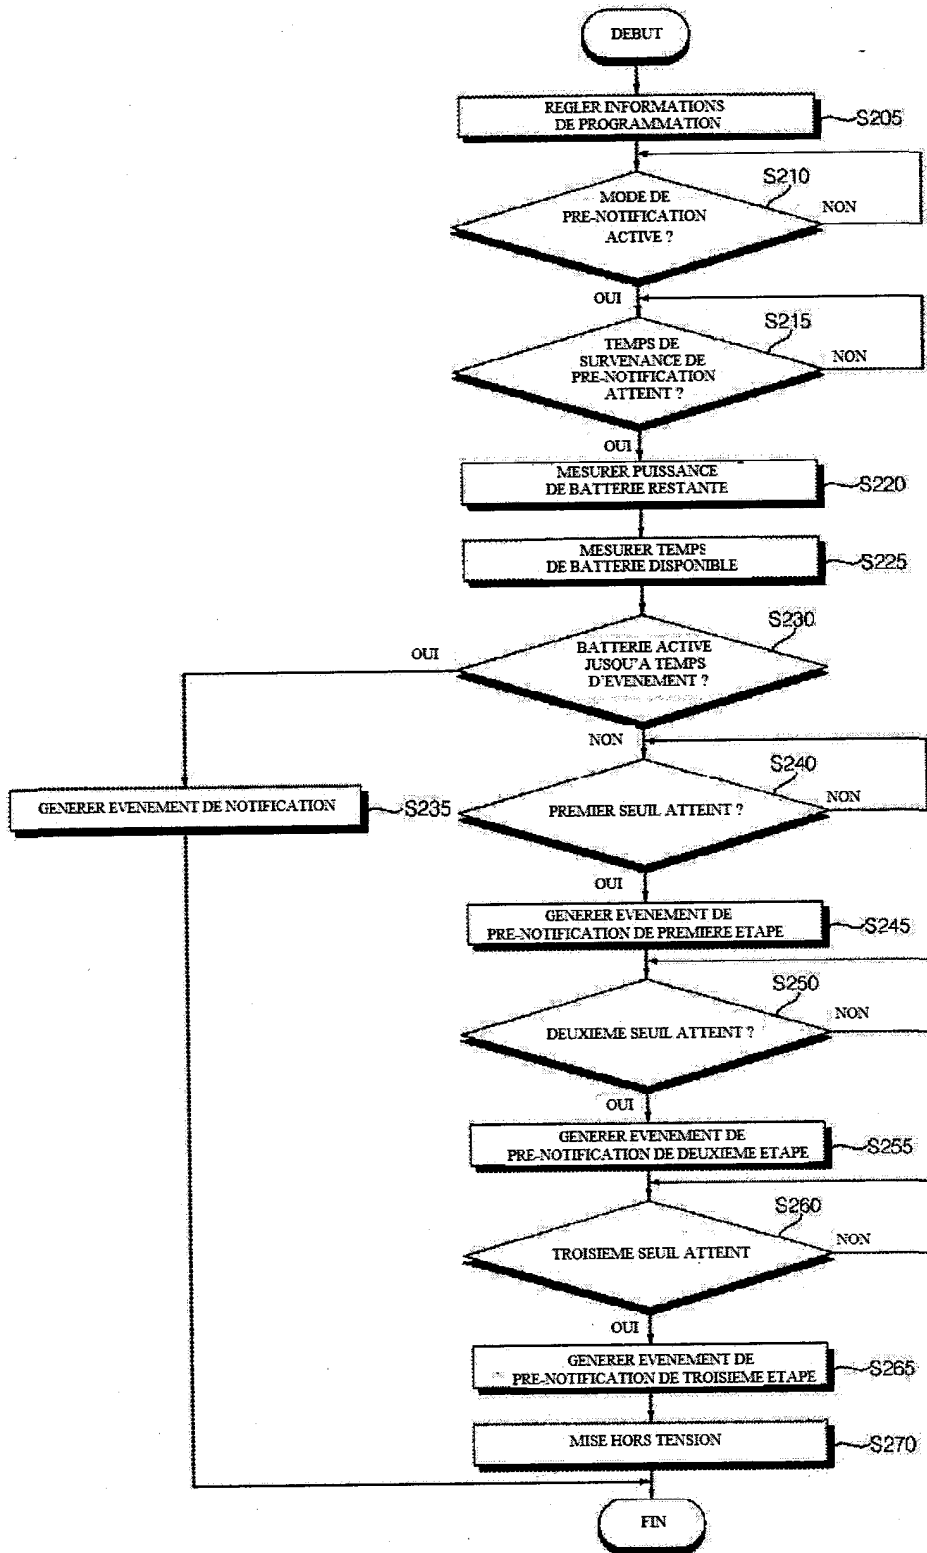 DEBUT
REGLER INFORMATIONS
DE PROGRAMMATION
S205
S210
MODE DE
PRE-NOTIFICATION
ACTIVE ?
NON
OUI
S215
TEMPS DE
SURVENANCE DE
PRE-NOTIFICATION
ATTEINT ?
NON
OUI
MESURER PUISSANCE
DE BATTERIE RESTANTE
S220
MESURER TEMPS
DE BATTERIE DISPONIBLE
S225
S230
BATTERIE ACTIVE
JUSQU'A TEMPS
D'EVENEMENT ?
OUI
NON
GENERER EVENEMENT DE NOTIFICATION
S235
S240
PREMIER SEUIL ATTEINT ?
NON
OUI
GENERER EVENEMENT DE
PRE-NOTIFICATION DE PREMIERE ETAPE
S245
S250
DEUXIEME SEUIL ATTEINT ?
NON
OUI
GENERER EVENEMENT DE
PRE-NOTIFICATION DE DEUXIEME ETAPE
S255
S260
TROISIEME SEUIL ATTEINT
NON
OUI
GENERER EVENEMENT DE
PRE-NOTIFICATION DE TROISIEME ETAPE
S265
MISE HORS TENSION
S270
FIN